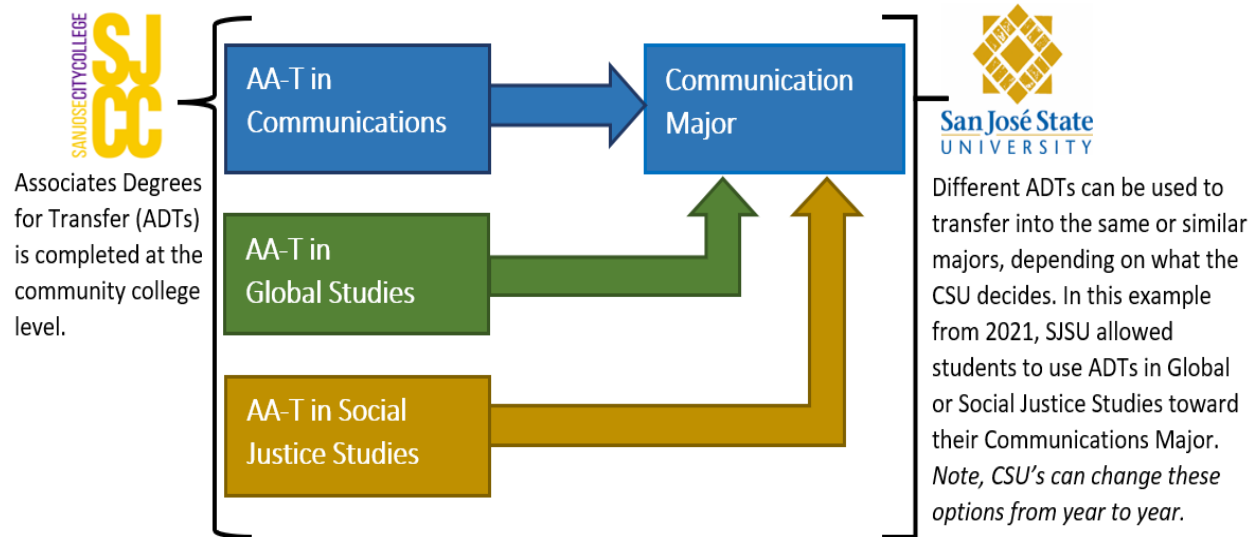 SANJOSECITYCOLLEGE
SJ
CC
Associates Degrees
for Transfer (ADTs)
is completed at the
community college
level.
AA-T in
Communications
AA-T in
Global Studies
AA-T in Social
Justice Studies
Communication
Major
San José State
UNIVERSITY
Different ADTs can be used to
transfer into the same or similar
majors, depending on what the
CSU decides. In this example
from 2021, SJSU allowed
students to use ADTs in Global
or Social Justice Studies toward
their Communications Major.
Note, CSU's can change these
options from year to year.